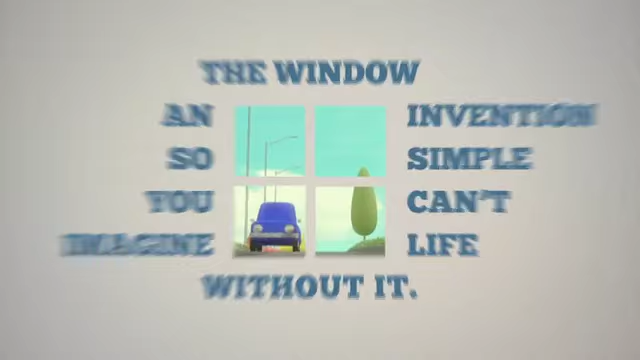 THE WINDOW
AN INVENTION
SO SIMPLE
YOU CAN'T
IMAGINE LIFE
WITHOUT IT.